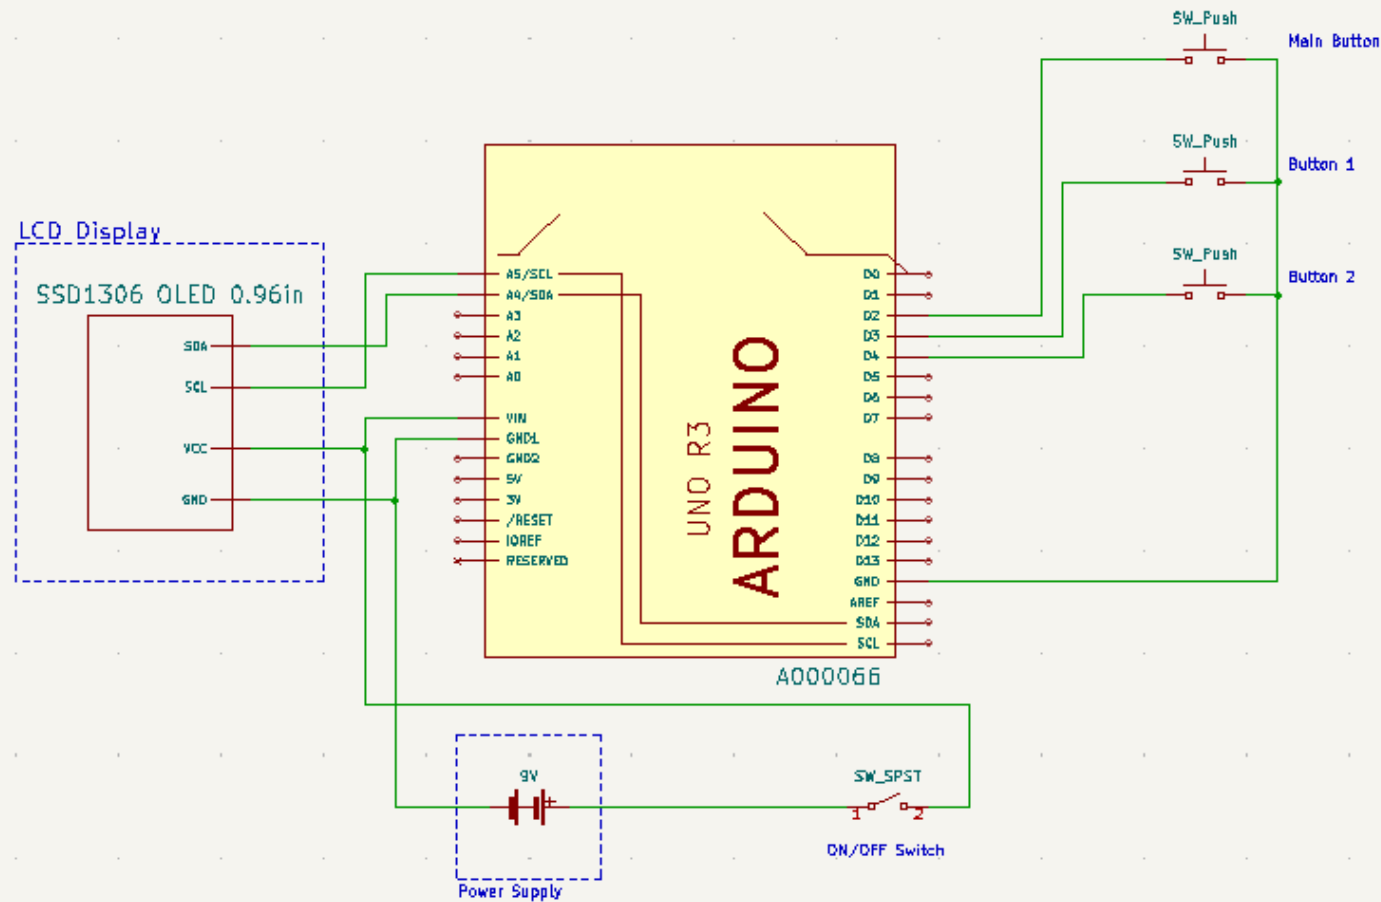 SW_Push
Main Button
SW_Push
Button 1
SW_Push
Button 2
LCD Display
SSD1306 OLED 0.96in
SDA
SCL
VCC
GND
A5/SCL
A4/SDA
A3
A2
A1
A0
VIN
GND1
GND2
5V
3V
/RESET
IOREF
RESERVED
UNO R3
ARDUINO
D0
D1
D2
D3
D4
D5
D6
D7
D8
D9
D10
D11
D12
D13
GND
AREF
SDA
SCL
A000066
9V
+
Power Supply
SW_SPST
1 2
ON/OFF Switch